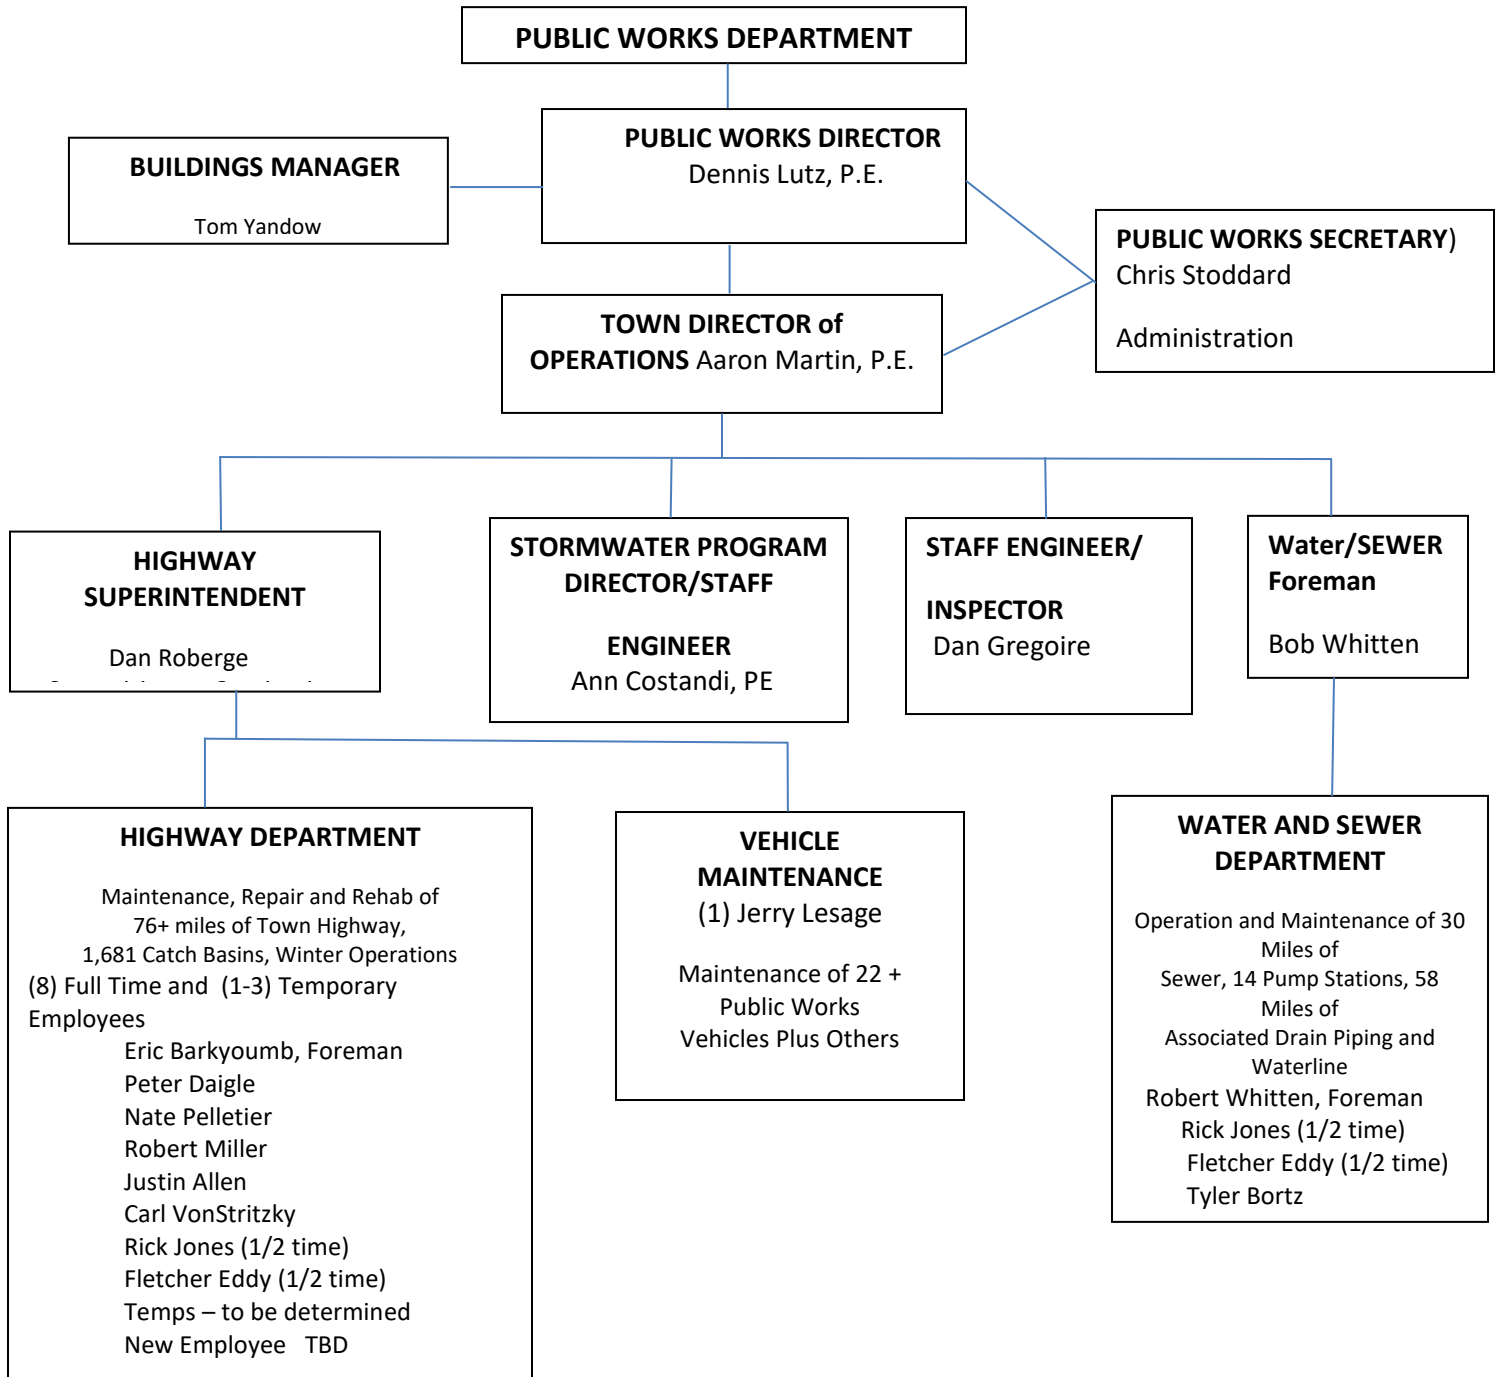 PUBLIC WORKS DEPARTMENT
PUBLIC WORKS DIRECTOR
Dennis Lutz, P.E.
BUILDINGS MANAGER
Tom Yandow
PUBLIC WORKS SECRETARY)
Chris Stoddard
Administration
TOWN DIRECTOR of
OPERATIONS Aaron Martin, P.E.
HIGHWAY
SUPERINTENDENT
Dan Roberge
STORMWATER PROGRAM
DIRECTOR/STAFF
ENGINEER
Ann Costandi, PE
STAFF ENGINEER/
INSPECTOR
Dan Gregoire
Water/SEWER
Foreman
Bob Whitten
HIGHWAY DEPARTMENT
Maintenance, Repair and Rehab of
76+ miles of Town Highway,
1,681 Catch Basins, Winter Operations
(8) Full Time and (1-3) Temporary
Employees
Eric Barkyoumb, Foreman
Peter Daigle
Nate Pelletier
Robert Miller
Justin Allen
Carl VonStritzky
Rick Jones (1/2 time)
Fletcher Eddy (1/2 time)
Temps – to be determined
New Employee TBD
VEHICLE
MAINTENANCE
(1) Jerry Lesage
Maintenance of 22 +
Public Works
Vehicles Plus Others
WATER AND SEWER
DEPARTMENT
Operation and Maintenance of 30
Miles of
Sewer, 14 Pump Stations, 58
Miles of
Associated Drain Piping and
Waterline
Robert Whitten, Foreman
Rick Jones (1/2 time)
Fletcher Eddy (1/2 time)
Tyler Bortz